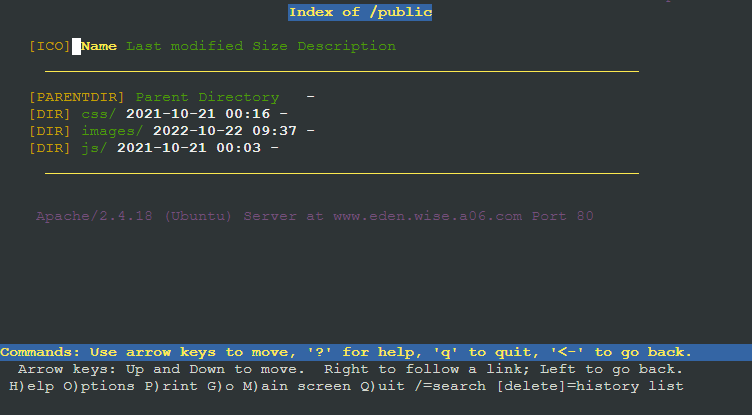 Index of /public
[ICO] Name Last modified Size Description
[PARENTDIR] Parent Directory -
[DIR] css/ 2021-10-21 00:16 -
[DIR] images/ 2022-10-22 09:37 -
[DIR] js/ 2021-10-21 00:03 -
Apache/2.4.18 (Ubuntu) Server at www.eden.wise.a06.com Port 80
Commands: Use arrow keys to move, '?' for help, 'q' to quit, '<-' to go back.
Arrow keys: Up and Down to move. Right to follow a link; Left to go back.
H)elp O)ptions P)rint G)o M)ain screen Q)uit /=search [delete]=history list